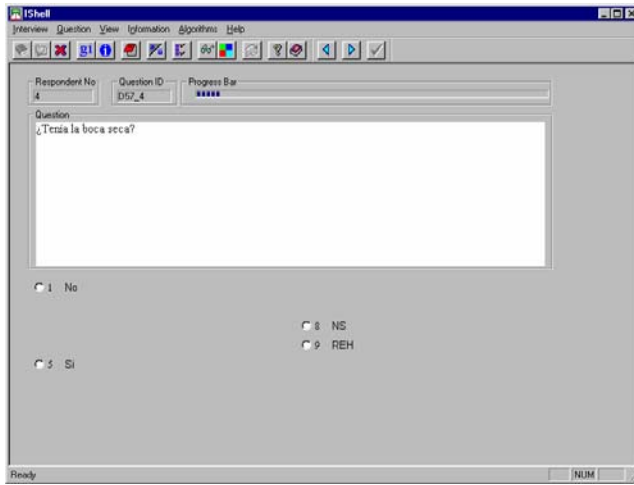 IShell
Interview Question View Information Algorithms Help
gi
Respondent No Question ID Progress Bar
4 D57_4
Question
¿Tenía la boca seca?
1 No
8 NS
9 REH
5 Sí
Ready NUM